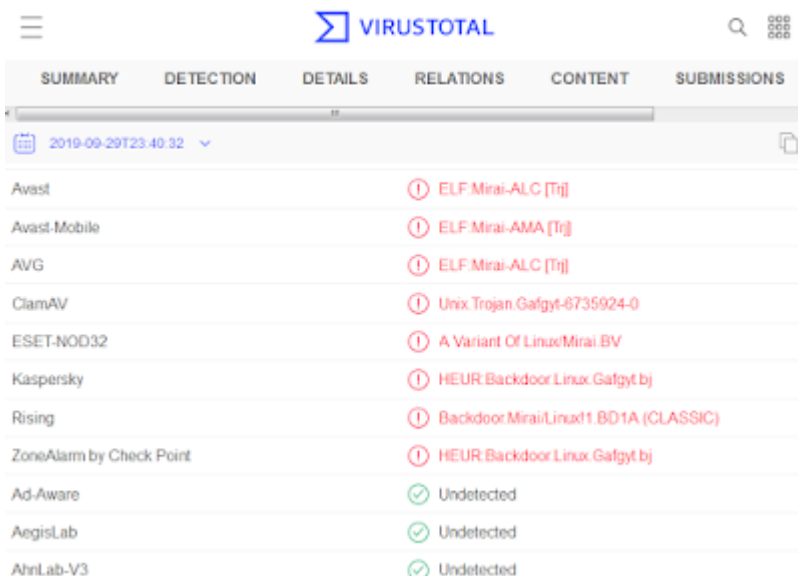 VIRUSTOTAL
SUMMARY DETECTION DETAILS RELATIONS CONTENT SUBMISSIONS
2019-09-29T23:40:32
Avast ELF:Mirai-ALC [Trj]
Avast-Mobile ELF:Mirai-AMA [Trj]
AVG ELF:Mirai-ALC [Trj]
ClamAV Unix.Trojan.Gafgyt-6735924-0
ESET-NOD32 A Variant Of Linux/Mirai.BV
Kaspersky HEUR:Backdoor.Linux.Gafgyt.bj
Rising Backdoor.Mirai/Linux!1.BD1A (CLASSIC)
ZoneAlarm by Check Point HEUR:Backdoor.Linux.Gafgyt.bj
Ad-Aware Undetected
AegisLab Undetected
AhnLab-V3 Undetected